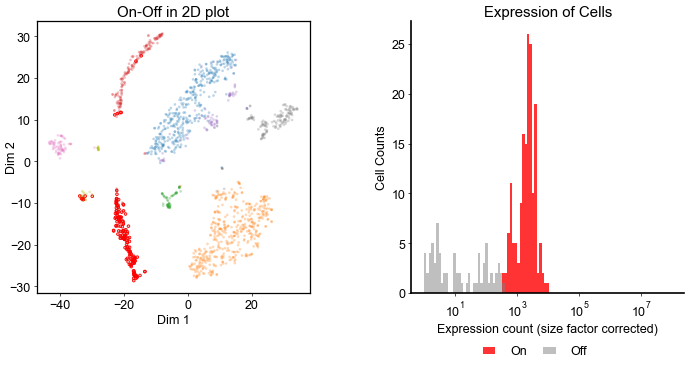 On-Off in 2D plot
30
20
10
0
−10
−20
−30
Dim 2
−40
−20
0
20
Dim 1
Expression of Cells
25
20
15
10
5
0
Cell Counts
10^1
10^3
10^5
10^7
Expression count (size factor corrected)
On
Off